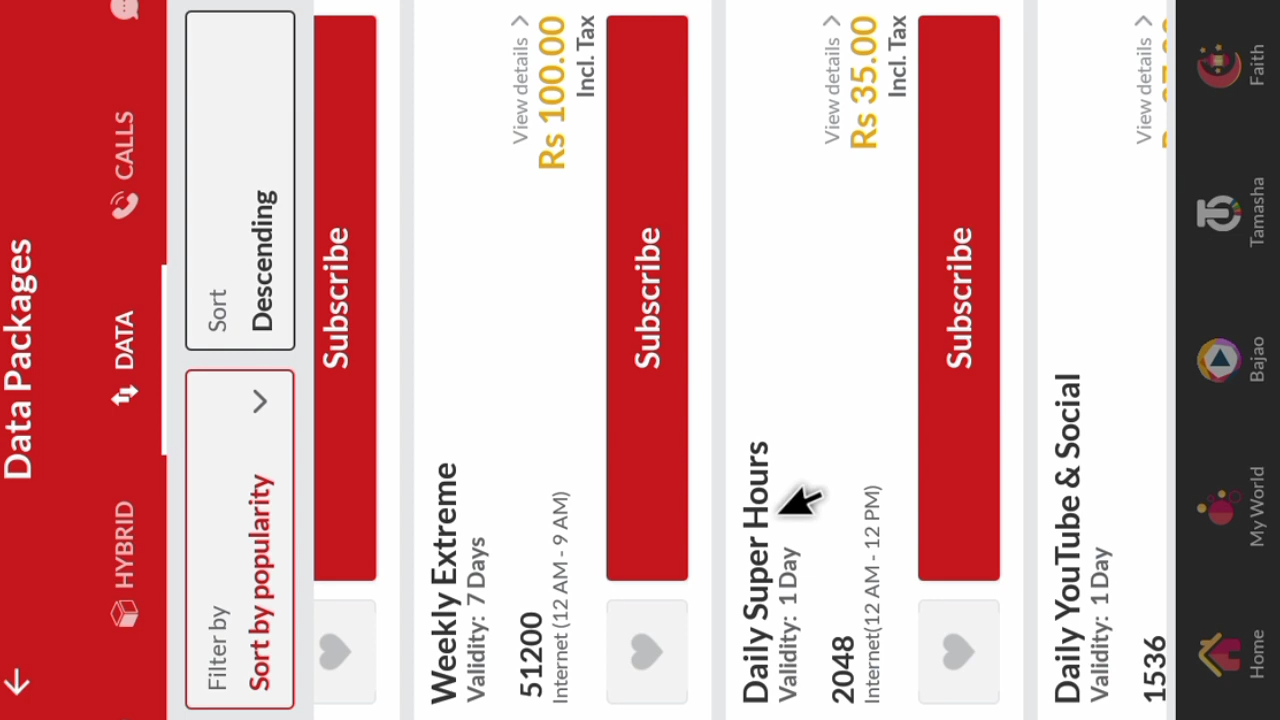 Data Packages
HYBRID
DATA
CALLS
Filter by
Sort by popularity
Sort
Descending
Subscribe
Weekly Extreme
View details
Validity: 7 Days
Rs 100.00
Incl. Tax
51200
Internet (12 AM - 9 AM)
Subscribe
Daily Super Hours
View details
Validity: 1 Day
Rs 35.00
Incl. Tax
2048
Internet(12 AM - 12 PM)
Subscribe
Daily YouTube & Social
View details
Validity: 1 Day
1536
Home
My World
Bajao
Tamasha
Faith